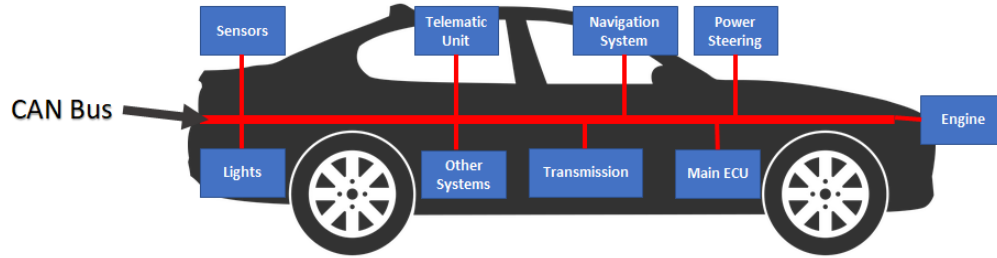 Sensors
Telematic
Unit
Navigation
System
Power
Steering
CAN Bus
Engine
Lights
Other
Systems
Transmission
Main ECU